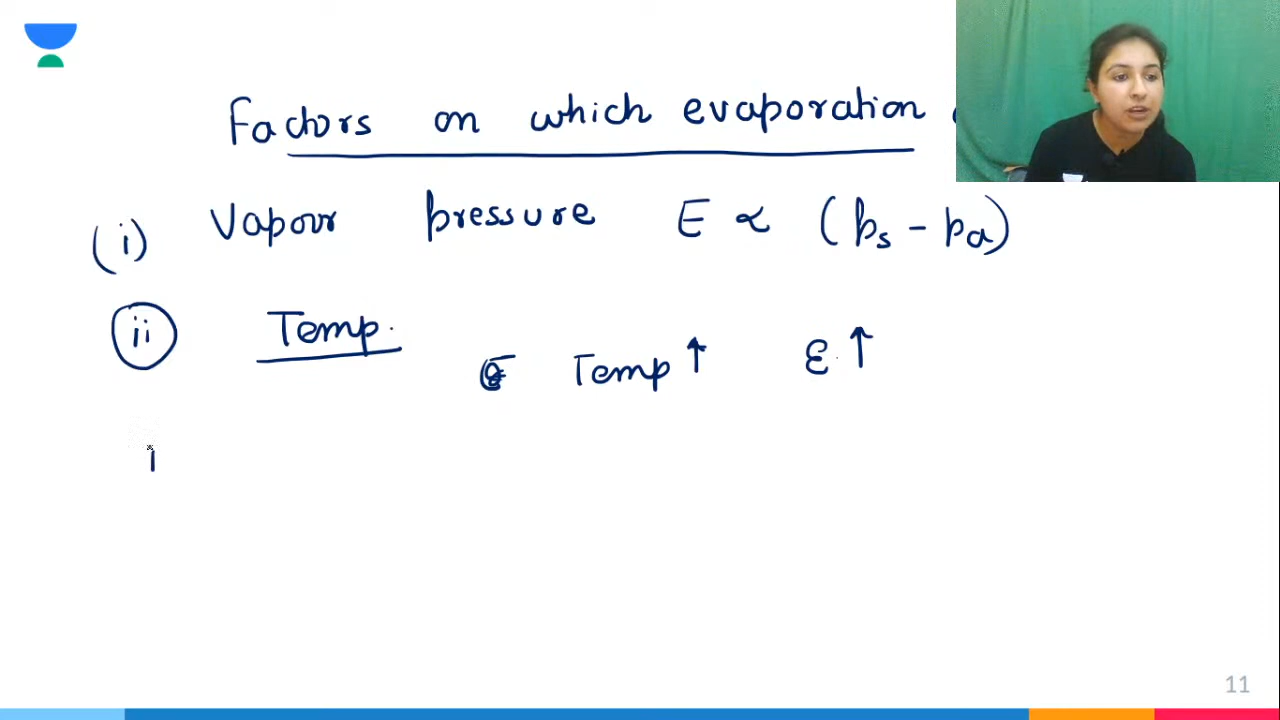 Factors on which evaporation
(i) Vapour pressure E ∝ (ps - pa)
ii Temp.
Temp ↑ E ↑
i
11